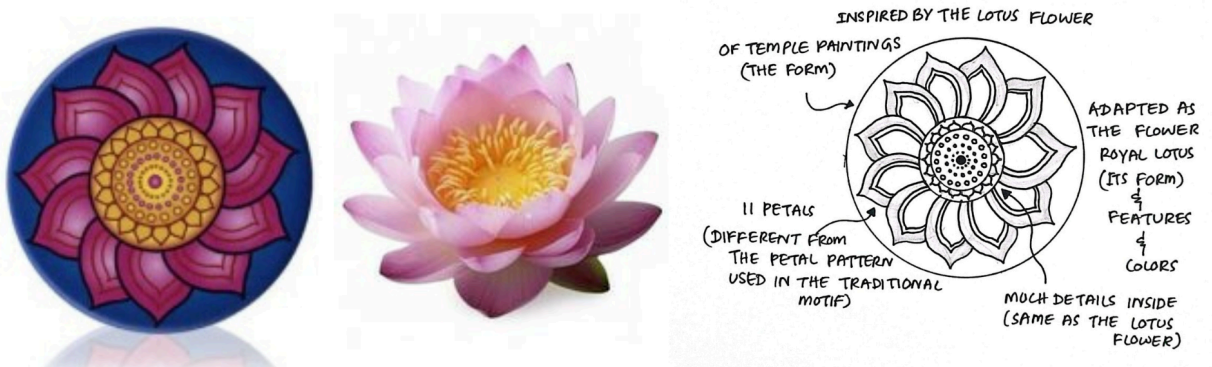 INSPIRED BY THE LOTUS FLOWER
OF TEMPLE PAINTINGS
(THE FORM)
ADAPTED AS
THE FLOWER
ROYAL LOTUS
(ITS FORM)
&
FEATURES
&
COLORS
11 PETALS
(DIFFERENT FROM
THE PETAL PATTERN
USED IN THE TRADITIONAL
MOTIF)
MUCH DETAILS INSIDE
(SAME AS THE LOTUS
FLOWER)